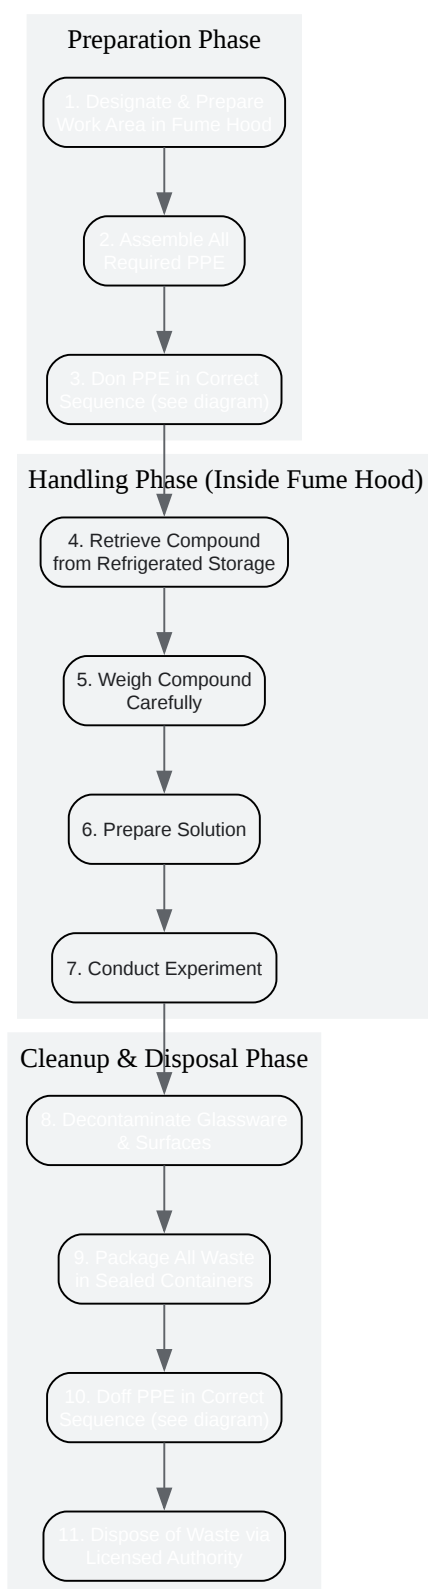 Preparation Phase
1. Designate & Prepare
Work Area in Fume Hood
2. Assemble All
Required PPE
3. Don PPE in Correct
Sequence (see diagram)
Handling Phase (Inside Fume Hood)
4. Retrieve Compound
from Refrigerated Storage
5. Weigh Compound
Carefully
6. Prepare Solution
7. Conduct Experiment
Cleanup & Disposal Phase
8. Decontaminate Glassware
& Surfaces
9. Package All Waste
in Sealed Containers
10. Doff PPE in Correct
Sequence (see diagram)
11. Dispose of Waste via
Licensed Authority